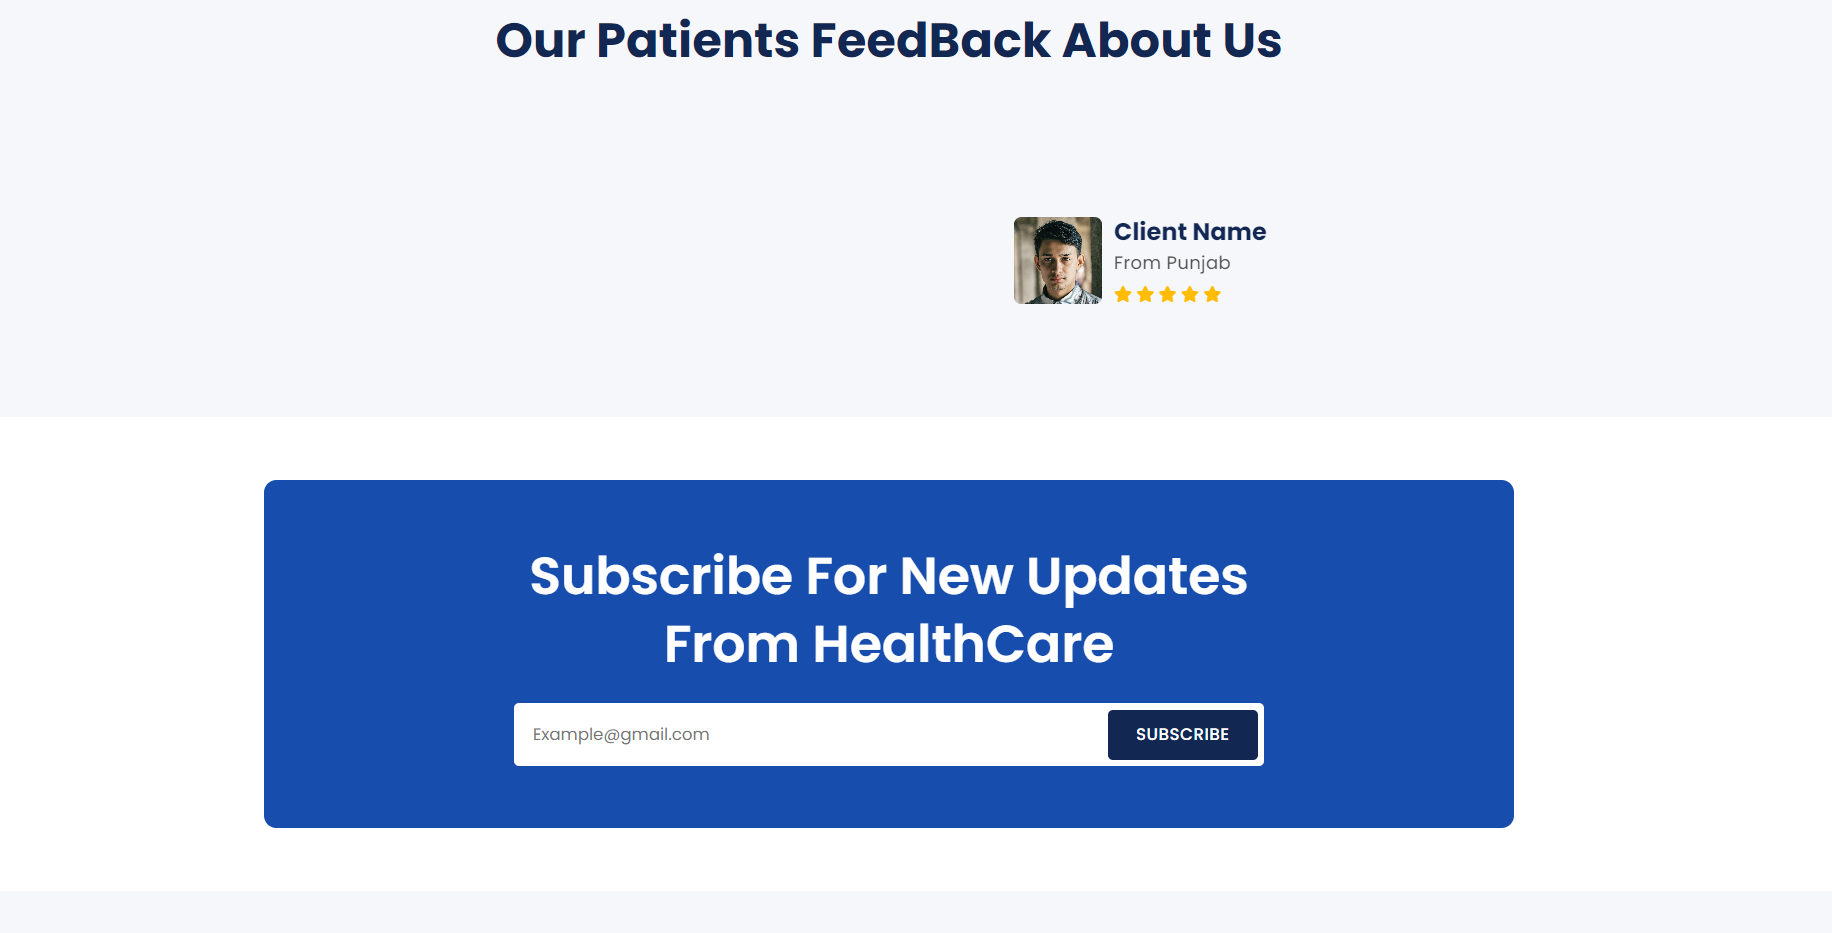 Our Patients FeedBack About Us
Client Name
From Punjab
Subscribe For New Updates
From HealthCare
Example@gmail.com
SUBSCRIBE